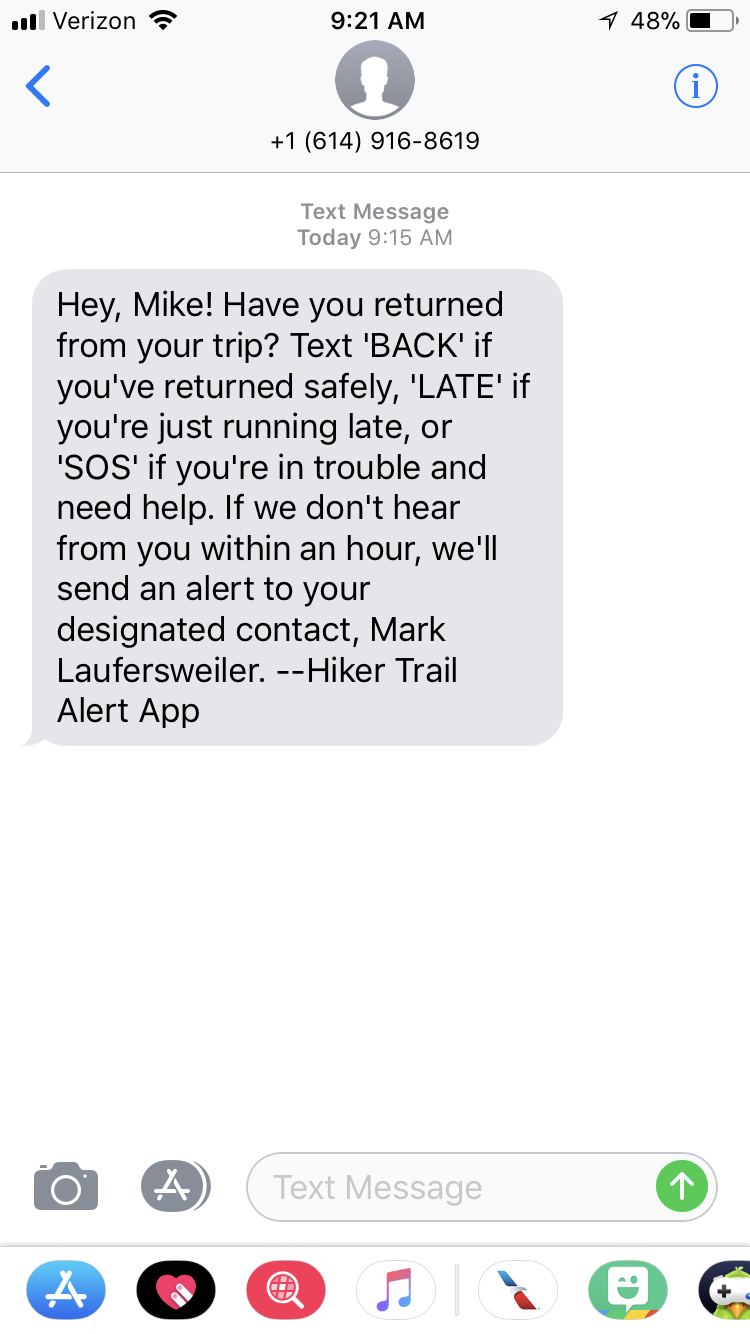 Verizon 9:21 AM 48%
+1 (614) 916-8619
Text Message
Today 9:15 AM
Hey, Mike! Have you returned
from your trip? Text 'BACK' if
you've returned safely, 'LATE' if
you're just running late, or
'SOS' if you're in trouble and
need help. If we don't hear
from you within an hour, we'll
send an alert to your
designated contact, Mark
Laufersweiler. --Hiker Trail
Alert App
Text Message